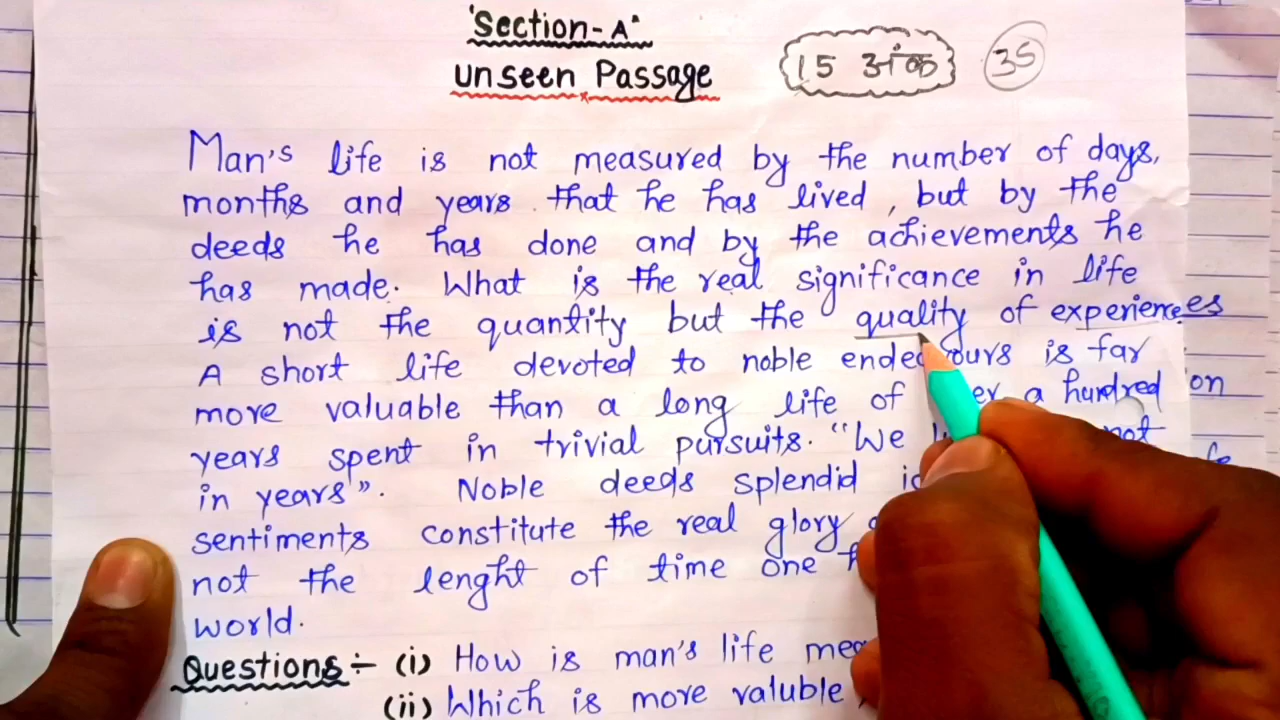 'Section-A'
Unseen Passage
15 अंक
35
Man's life is not measured by the number of days,
months and years that he has lived, but by the
deeds he has done and by the achievements he
has made. What is the real significance in life
is not the quantity but the quality of experiences
A short life devoted to noble ours is far
more valuable than a long life of a hundred
on
years spent in trivial pursuits. "We not
in years". Noble deeds splendid
sentiments constitute the real glory
not the lenght of time one
world.
Questions :- (i) How is man's life
(ii) Which is more valuble